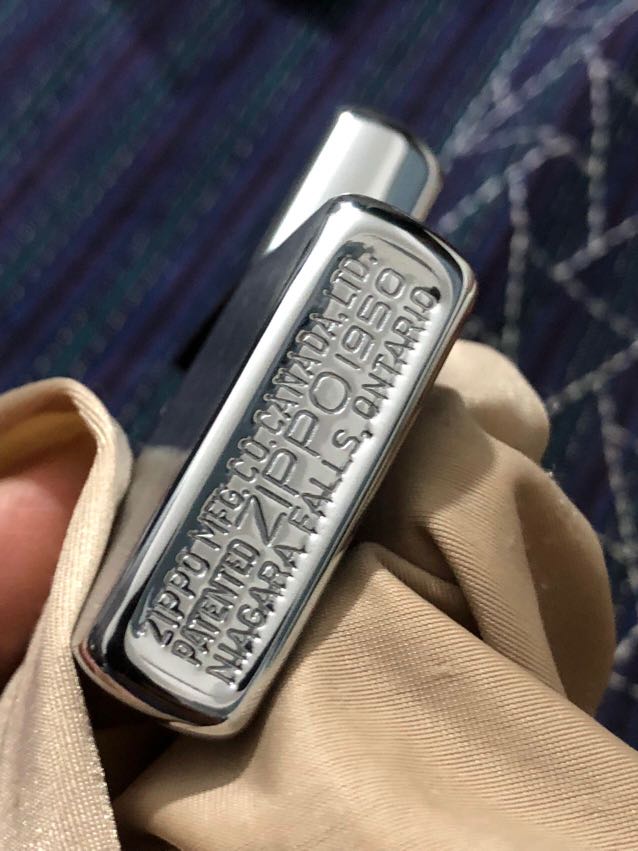 ZIPPO MFG. CO. CANADA, LTD.
PATENTED ZIPPO 1950
NIAGARA FALLS, ONTARIO